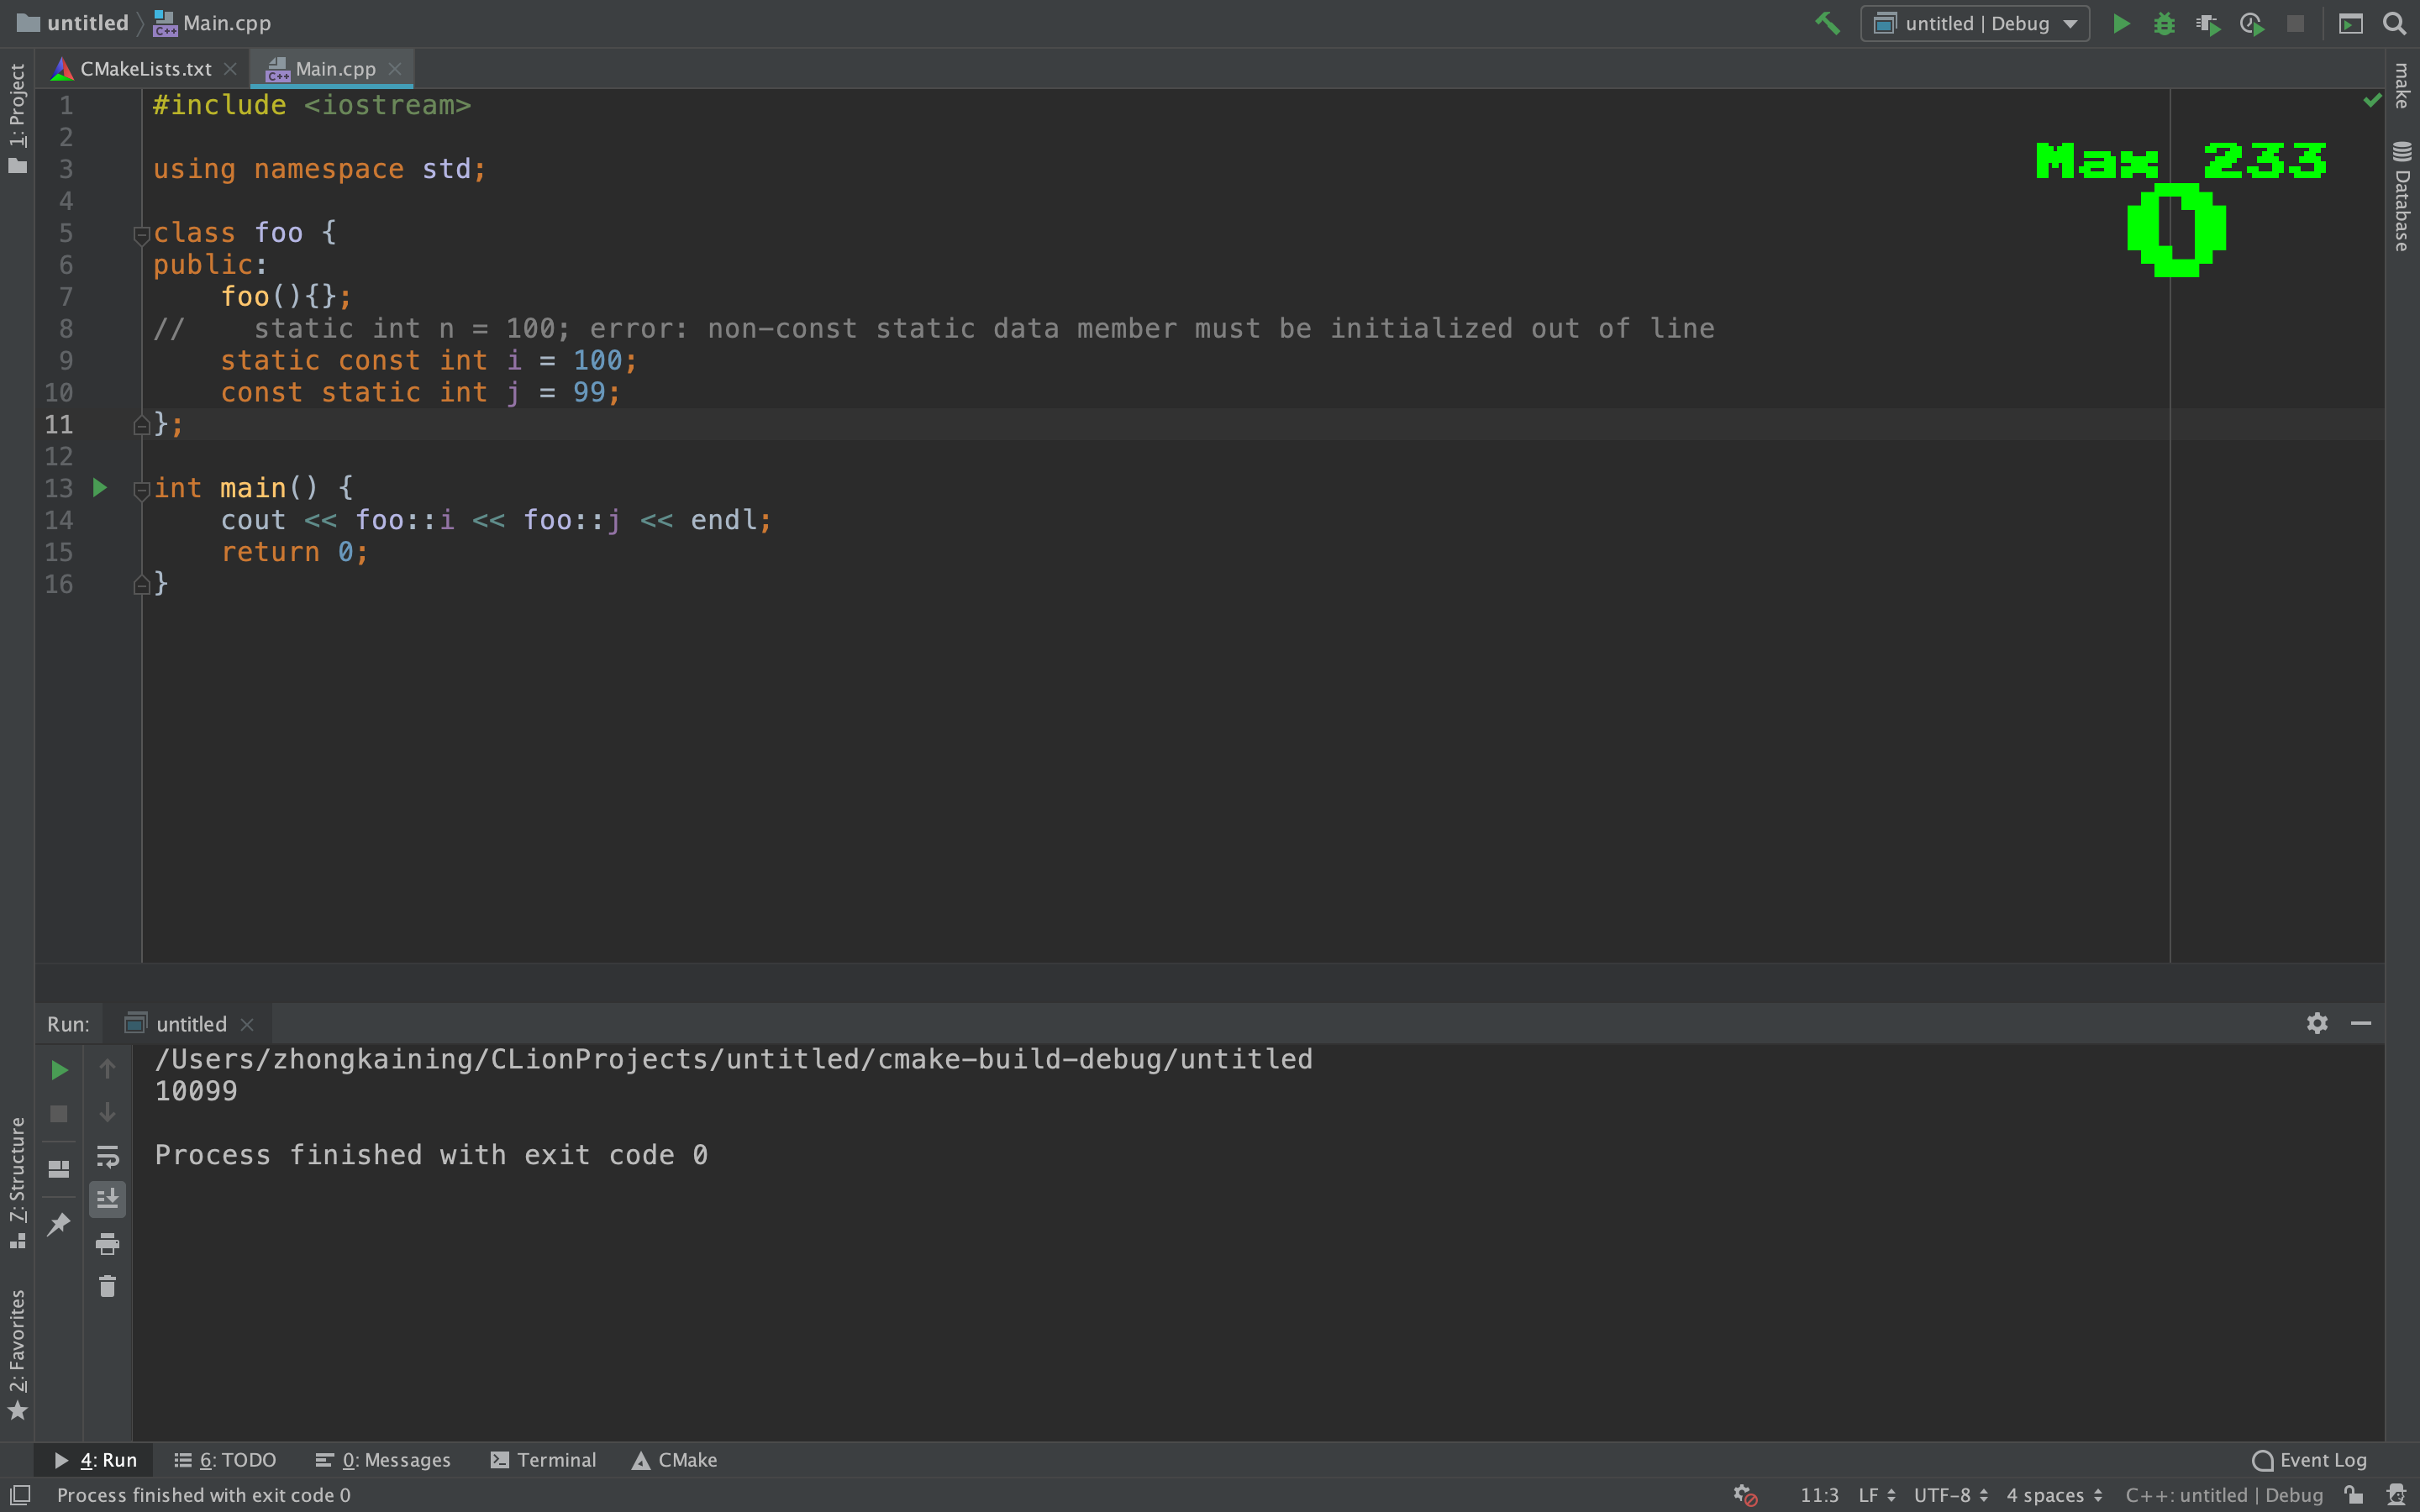 untitled Main.cpp untitled | Debug
CMakeLists.txt Main.cpp
1: Project
make
Database
Max 233
0
1 #include <iostream>
2
3 using namespace std;
4
5 class foo {
6 public:
7     foo(){};
8 //    static int n = 100; error: non-const static data member must be initialized out of line
9     static const int i = 100;
10     const static int j = 99;
11 };
12
13 int main() {
14     cout << foo::i << foo::j << endl;
15     return 0;
16 }
Run: untitled
/Users/zhongkaining/CLionProjects/untitled/cmake-build-debug/untitled
10099
Process finished with exit code 0
7: Structure
2: Favorites
4: Run 6: TODO 0: Messages Terminal CMake Event Log
Process finished with exit code 0 11:3 LF UTF-8 4 spaces C++: untitled | Debug